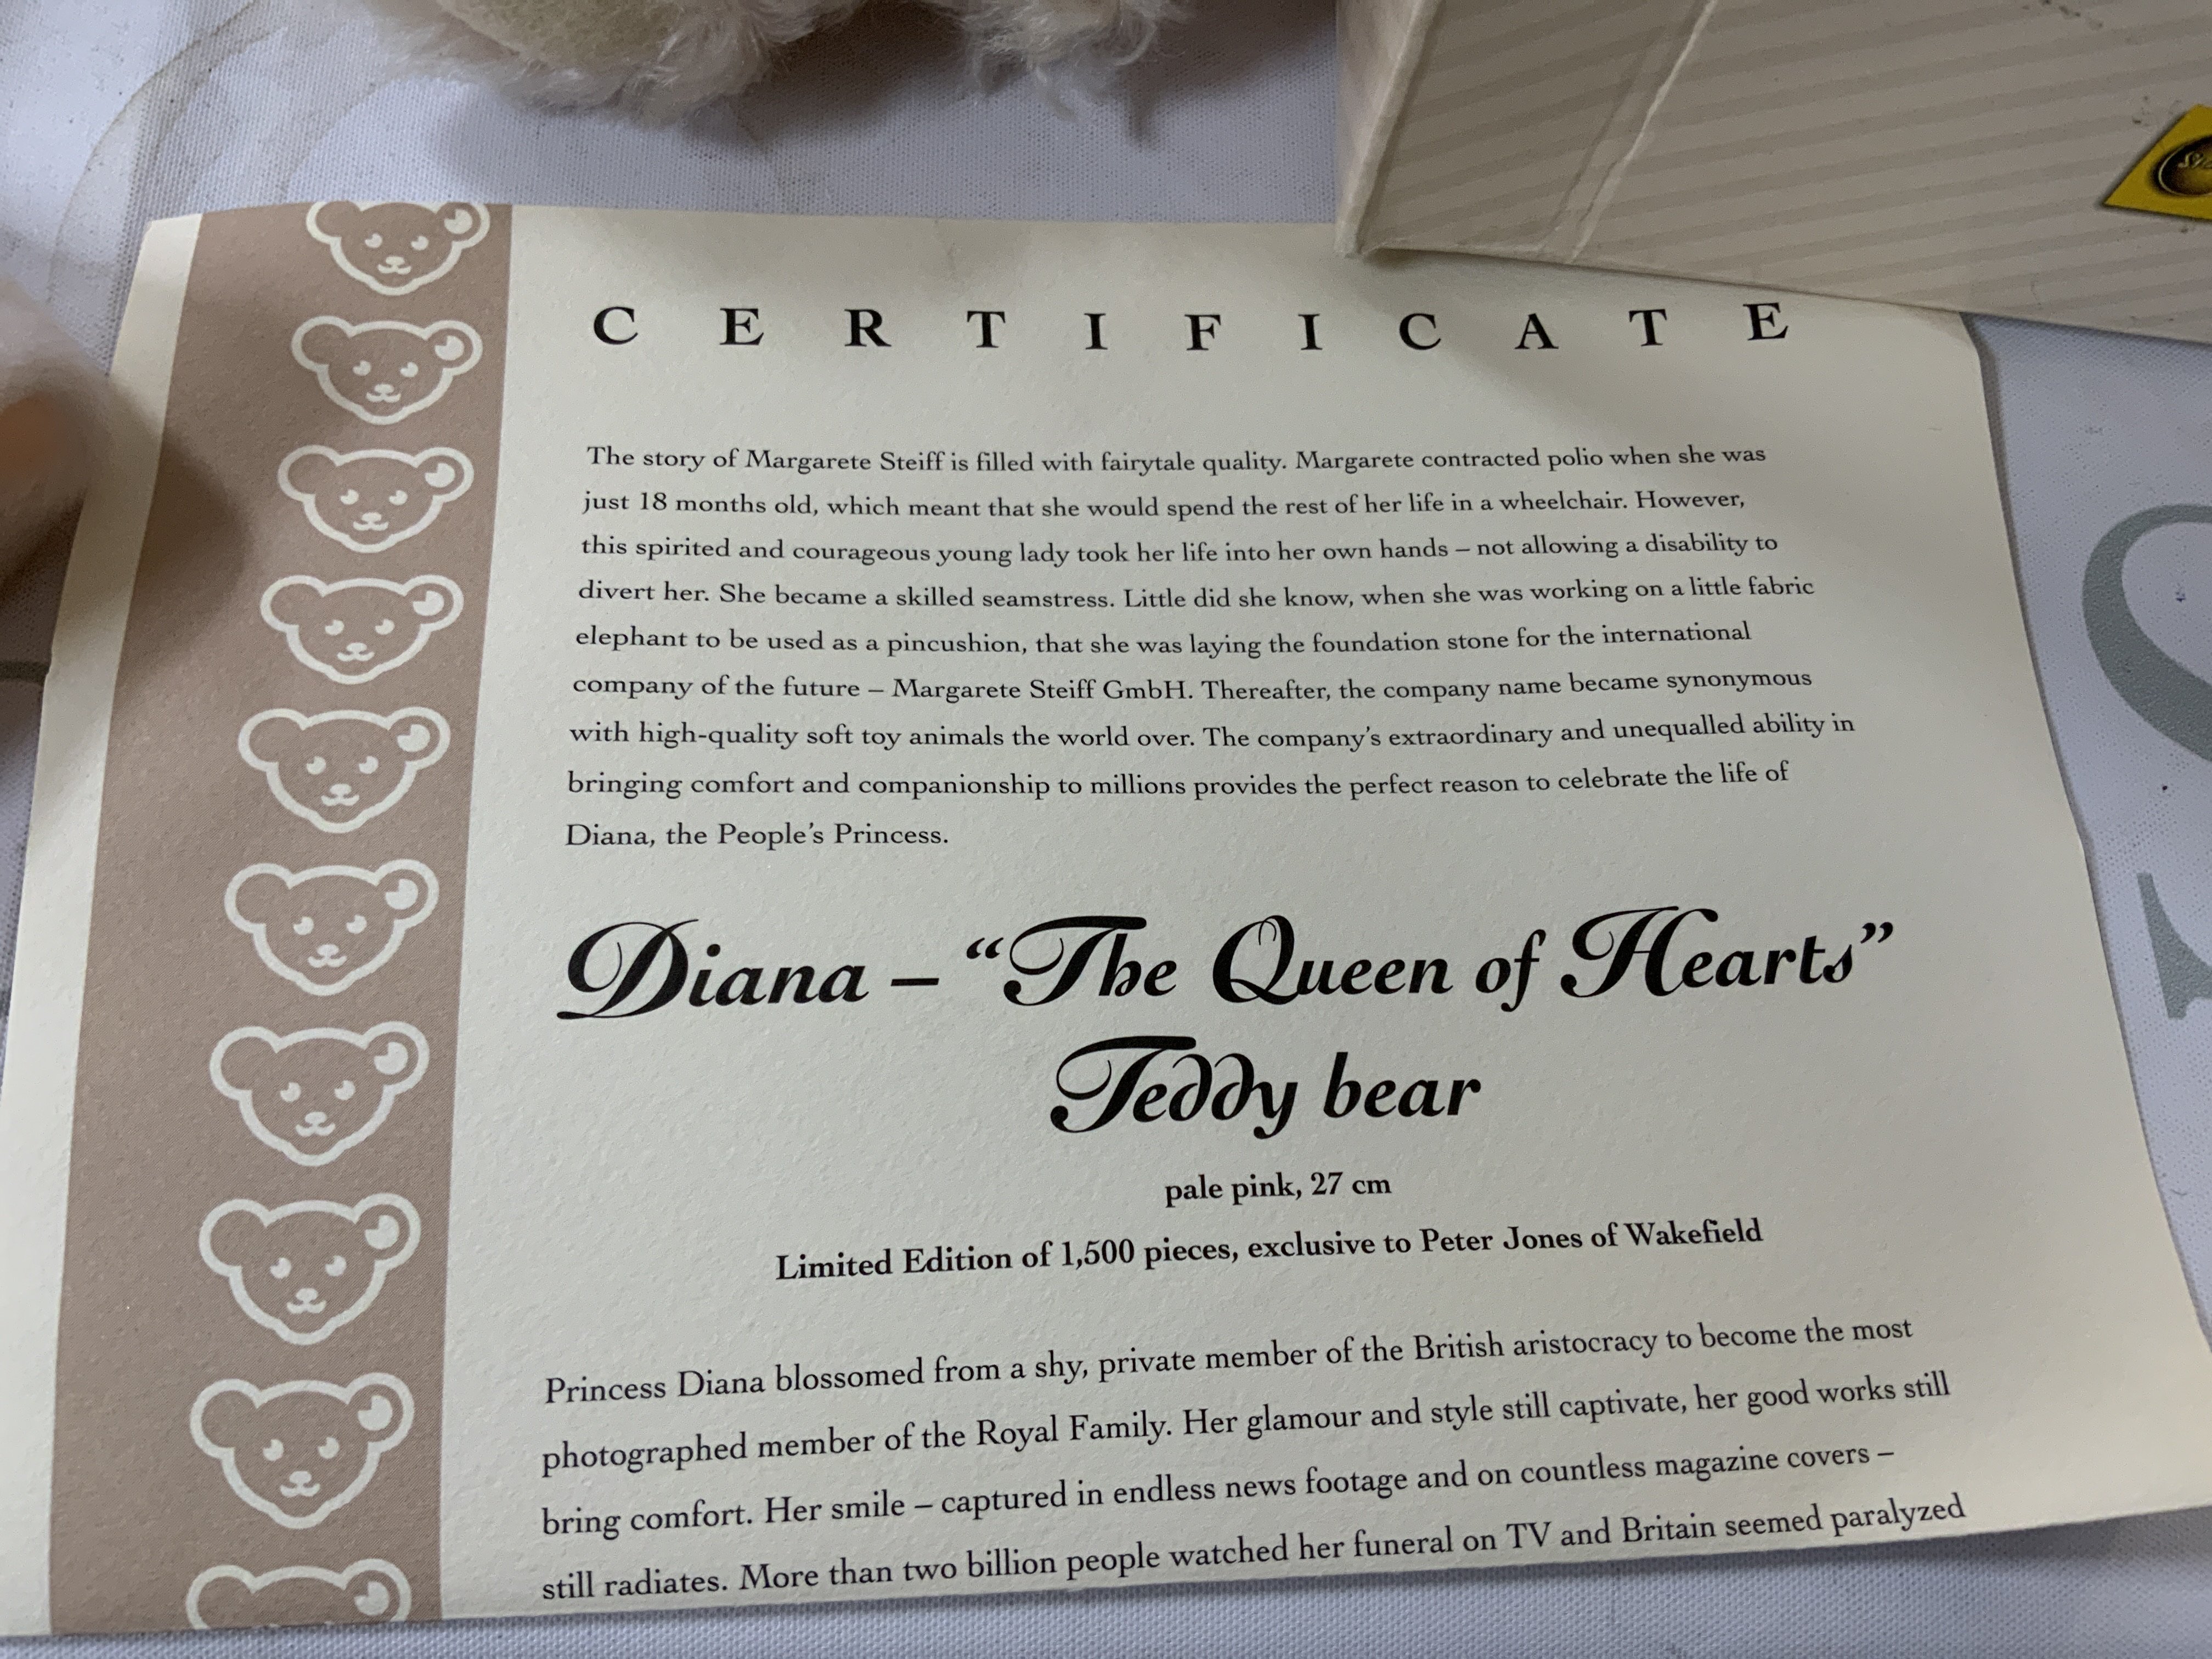 C E R T I F I C A T E
The story of Margarete Steiff is filled with fairytale quality. Margarete contracted polio when she was
just 18 months old, which meant that she would spend the rest of her life in a wheelchair. However,
this spirited and courageous young lady took her life into her own hands – not allowing a disability to
divert her. She became a skilled seamstress. Little did she know, when she was working on a little fabric
elephant to be used as a pincushion, that she was laying the foundation stone for the international
company of the future – Margarete Steiff GmbH. Thereafter, the company name became synonymous
with high-quality soft toy animals the world over. The company's extraordinary and unequalled ability in
bringing comfort and companionship to millions provides the perfect reason to celebrate the life of
Diana, the People's Princess.
Diana – “The Queen of Hearts”
Teddy bear
pale pink, 27 cm
Limited Edition of 1,500 pieces, exclusive to Peter Jones of Wakefield
Princess Diana blossomed from a shy, private member of the British aristocracy to become the most
photographed member of the Royal Family. Her glamour and style still captivate, her good works still
bring comfort. Her smile – captured in endless news footage and on countless magazine covers –
still radiates. More than two billion people watched her funeral on TV and Britain seemed paralyzed